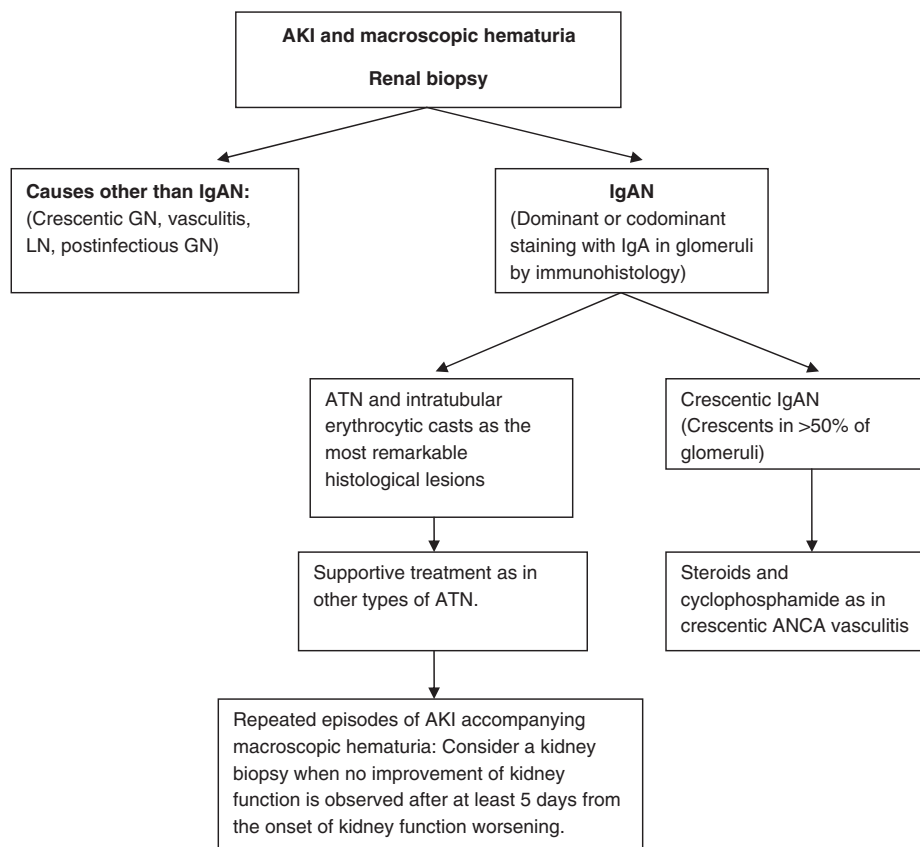 AKI and macroscopic hematuria
Renal biopsy
Causes other than IgAN:
(Crescentic GN, vasculitis,
LN, postinfectious GN)
IgAN
(Dominant or codominant
staining with IgA in glomeruli
by immunohistology)
ATN and intratubular
erythrocytic casts as the
most remarkable
histological lesions
Crescentic IgAN
(Crescents in >50% of
glomeruli)
Supportive treatment as in
other types of ATN.
Steroids and
cyclophosphamide as in
crescentic ANCA vasculitis
Repeated episodes of AKI accompanying
macroscopic hematuria: Consider a kidney
biopsy when no improvement of kidney
function is observed after at least 5 days from
the onset of kidney function worsening.